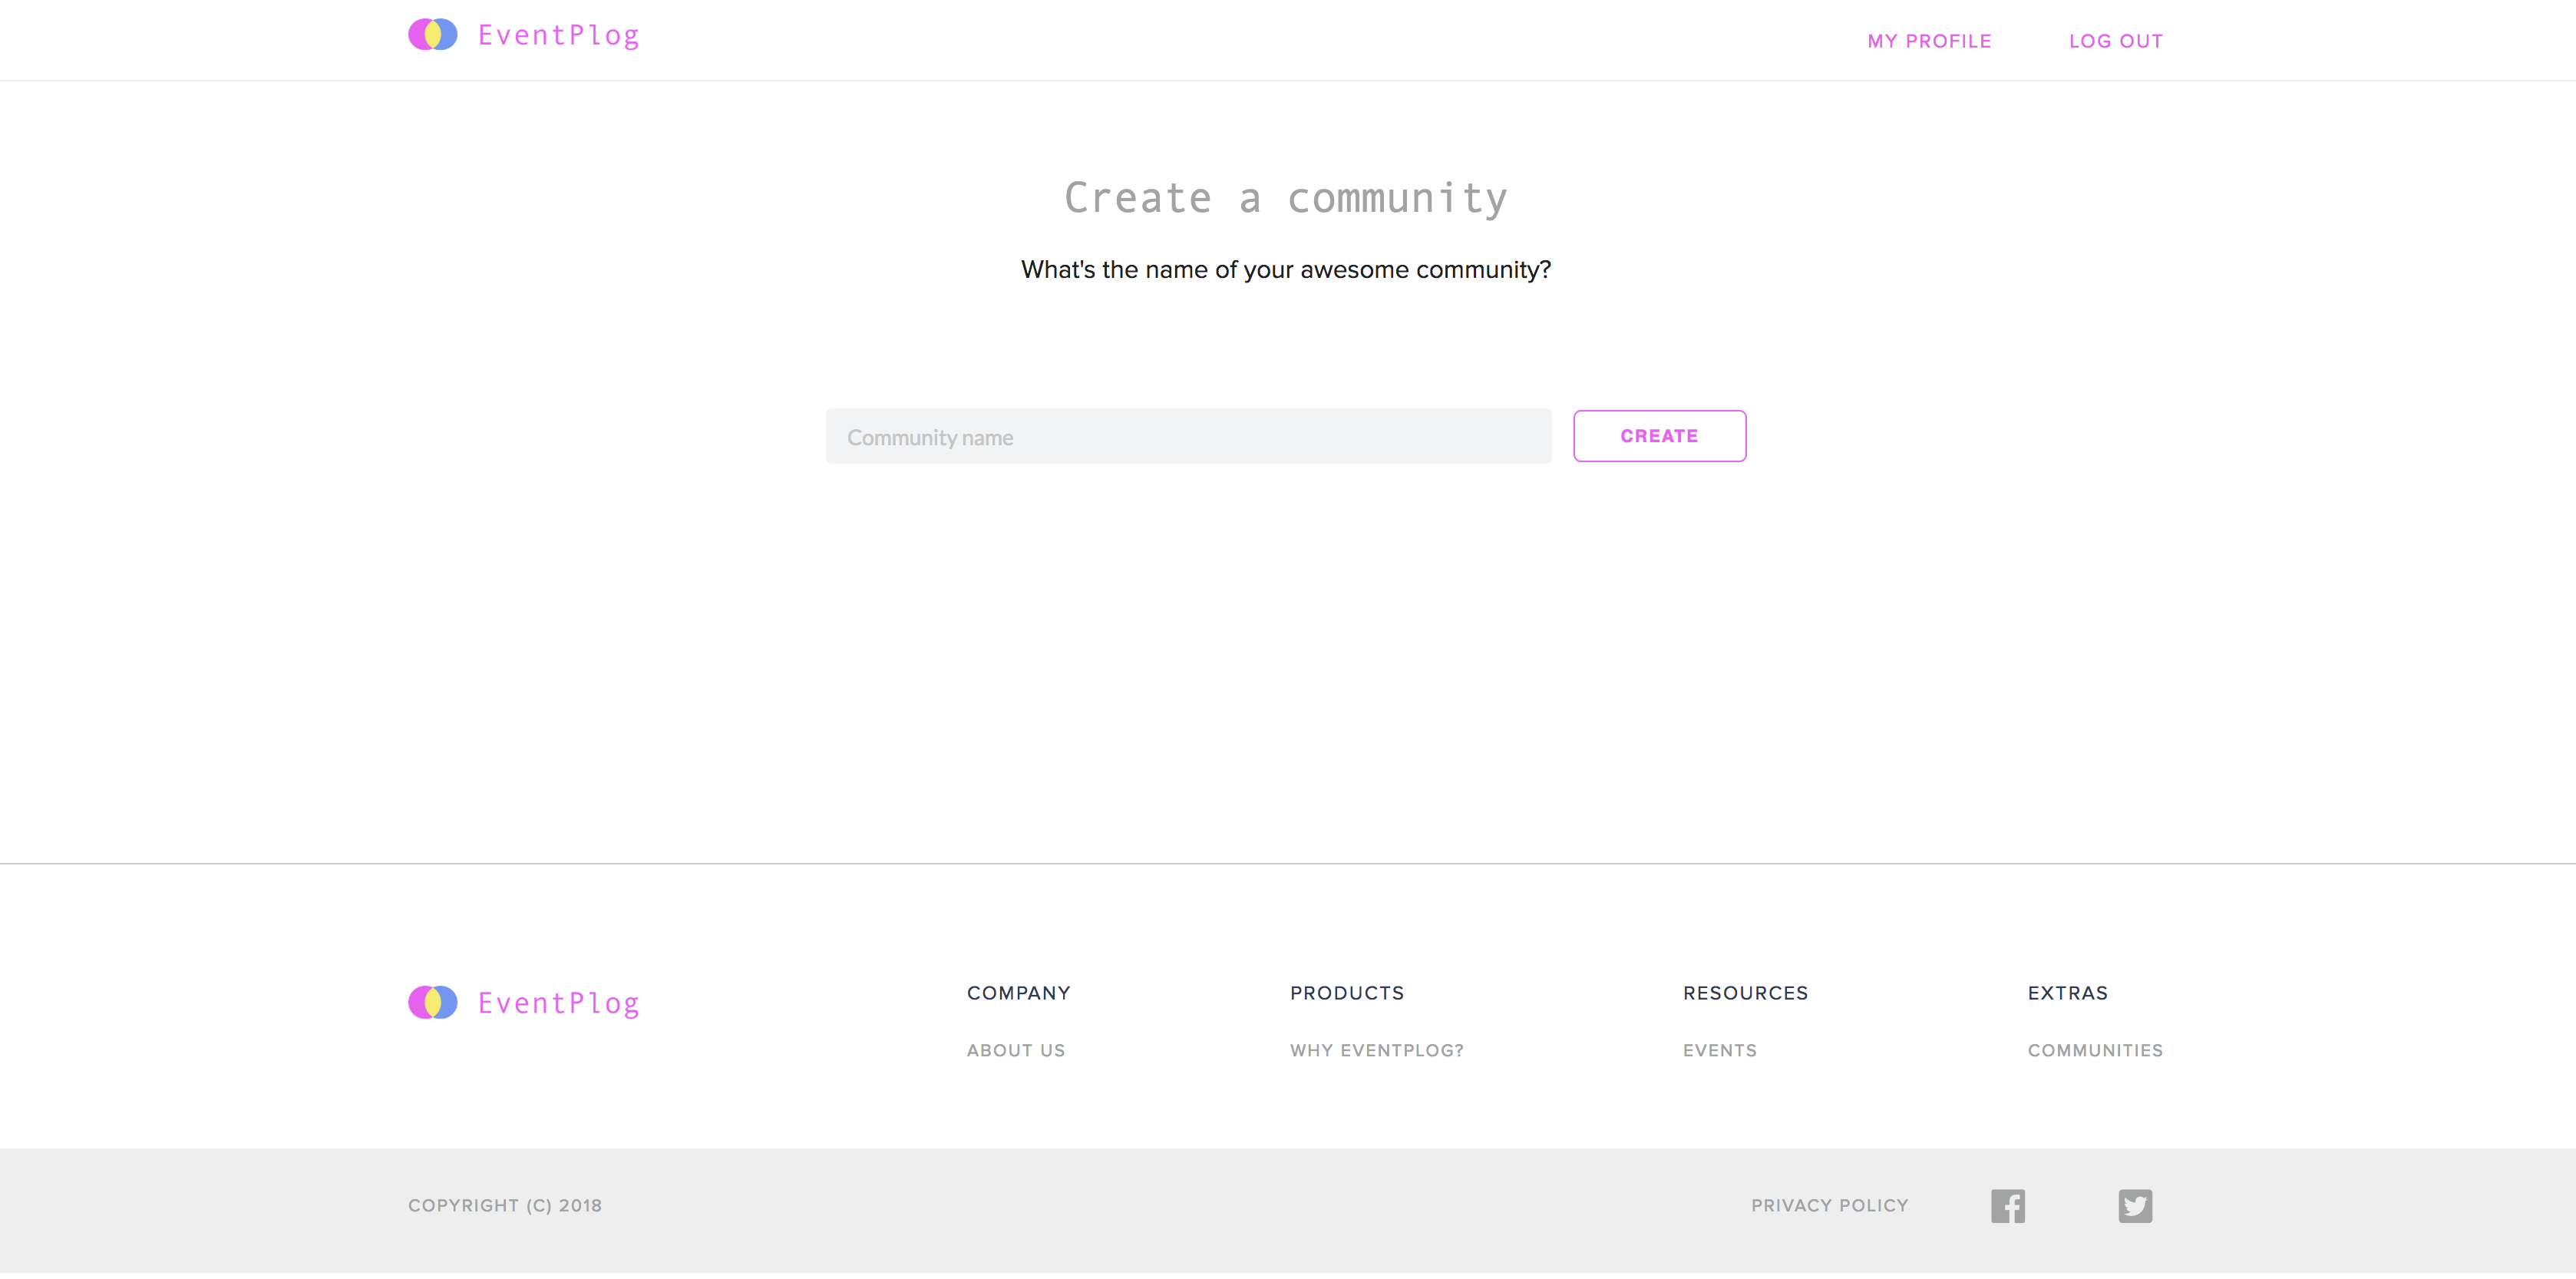 EventPlog
MY PROFILE
LOG OUT
Create a community
What's the name of your awesome community?
Community name
CREATE
EventPlog
COMPANY
ABOUT US
PRODUCTS
WHY EVENTPLOG?
RESOURCES
EVENTS
EXTRAS
COMMUNITIES
COPYRIGHT (C) 2018
PRIVACY POLICY